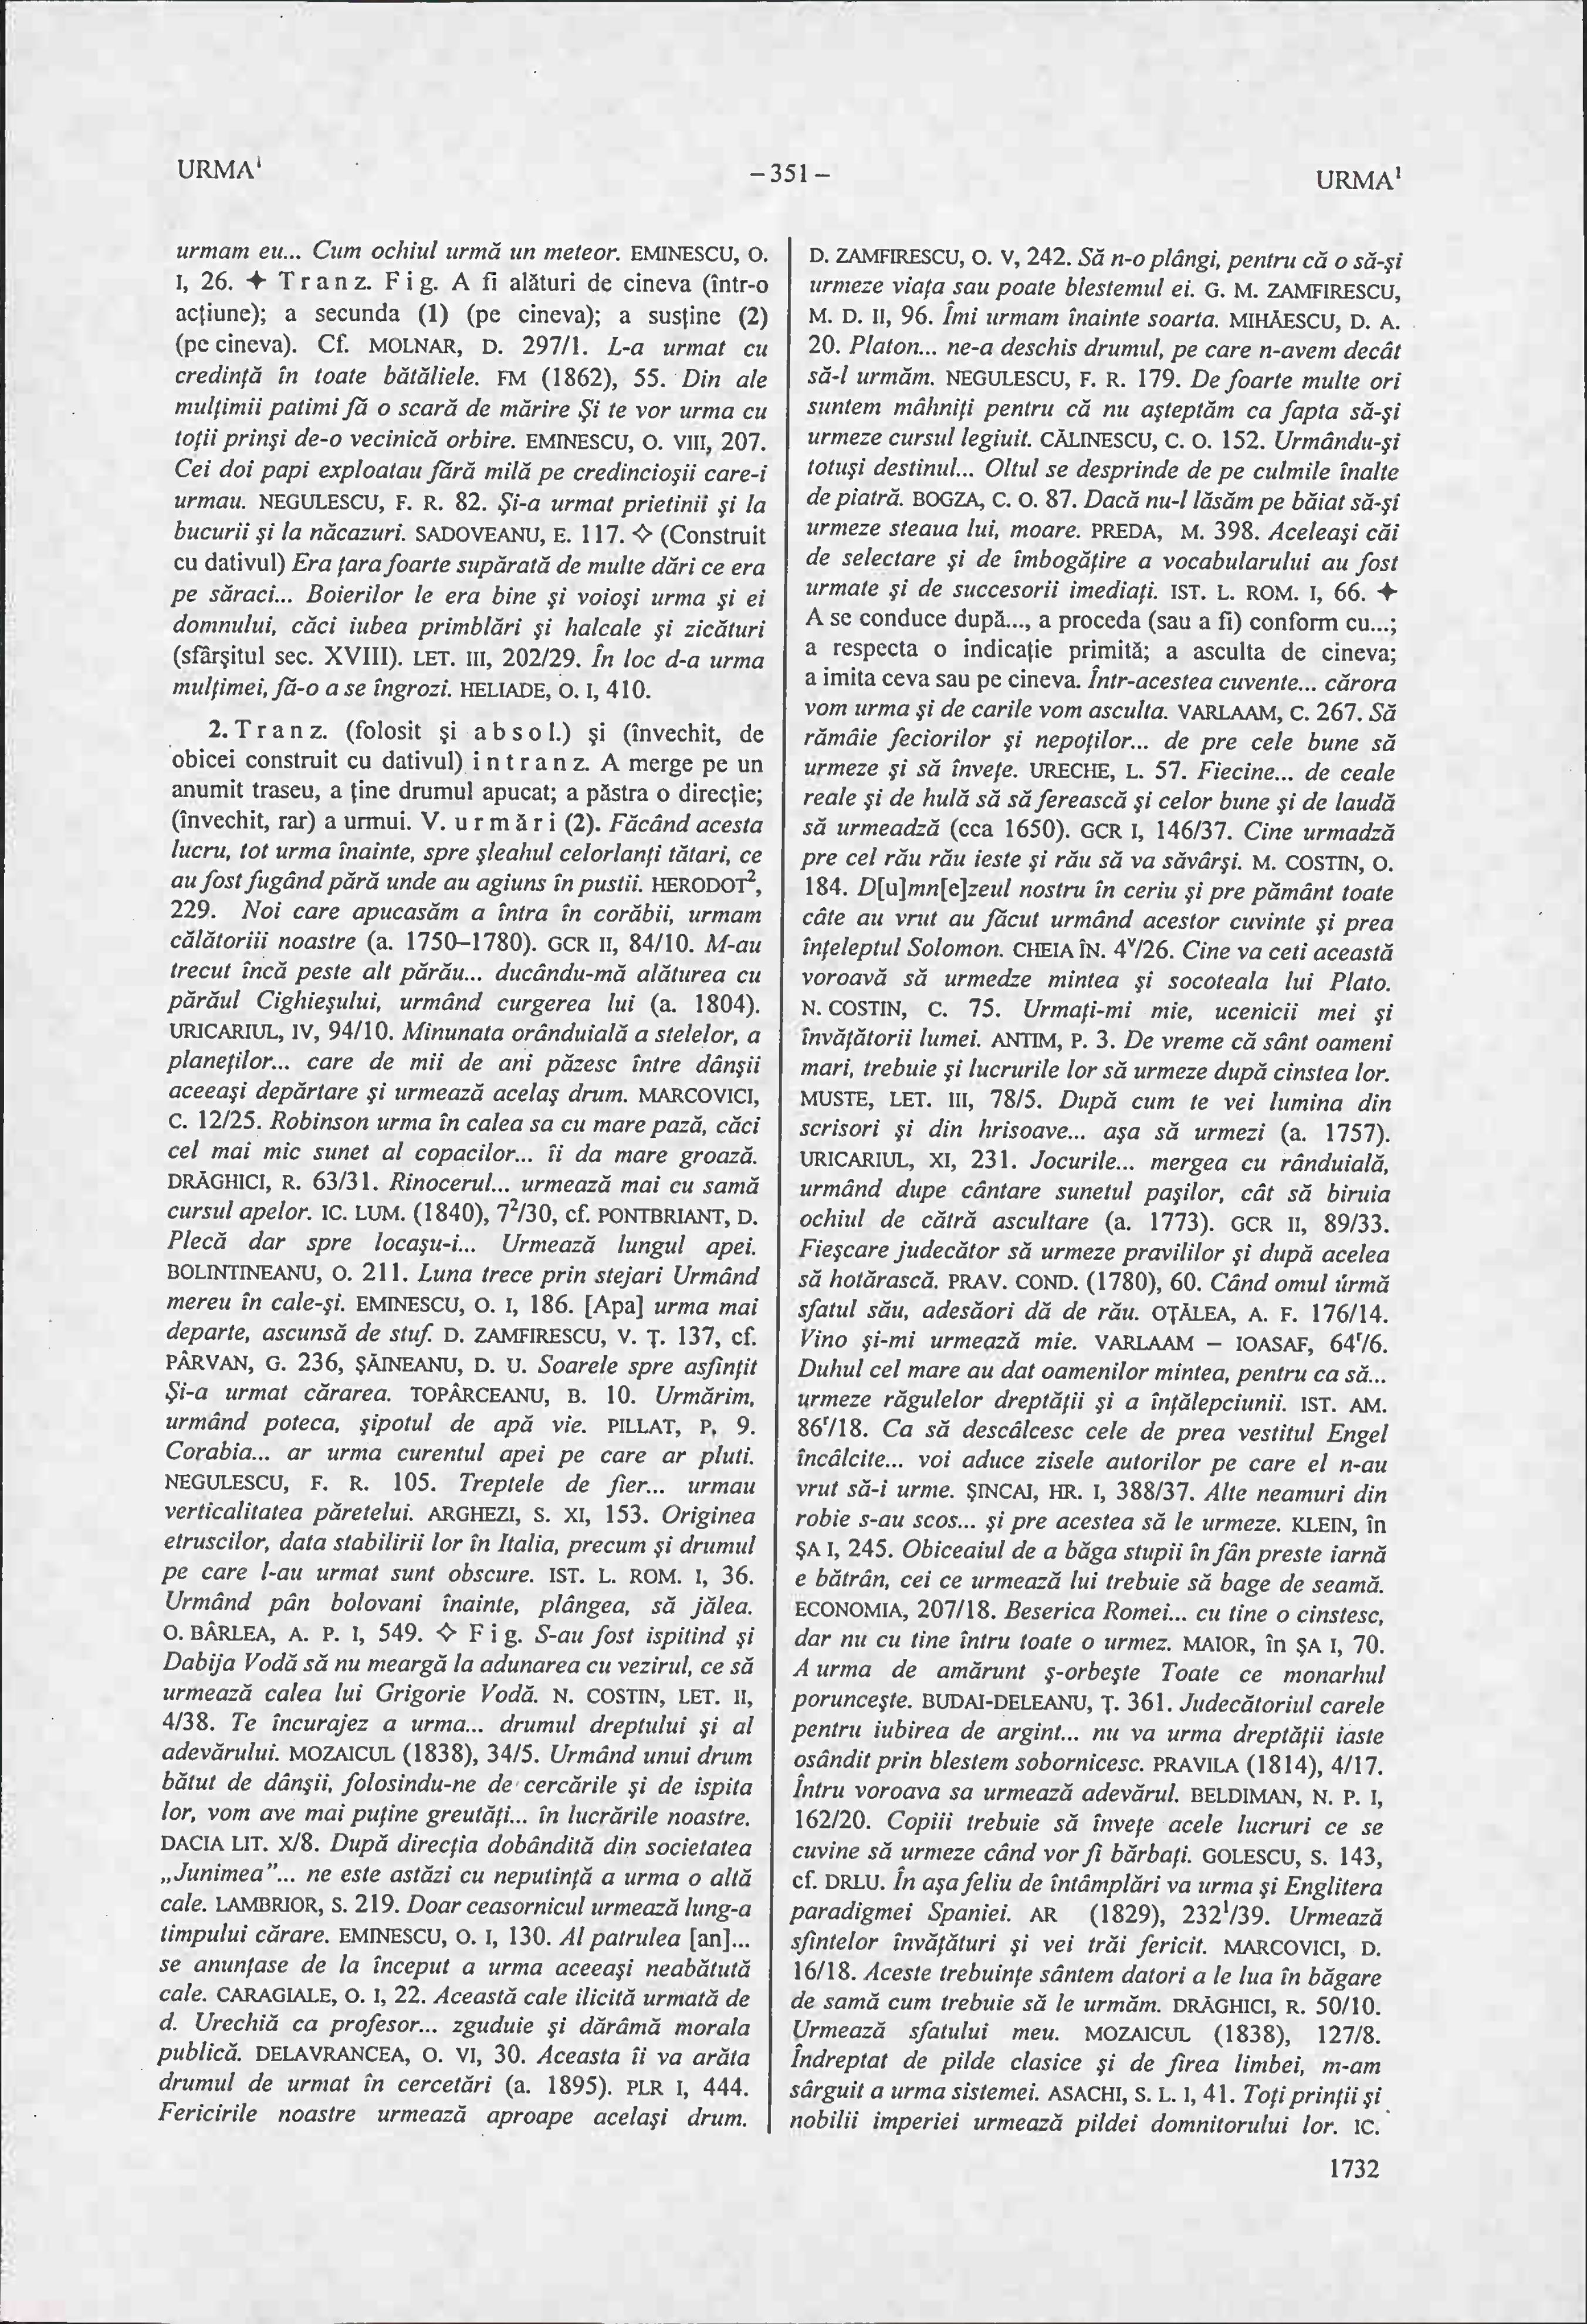 URMA¹
– 351 –
URMA¹
urmam eu... Cum ochiul urmă un meteor. EMINESCU, O.
I, 26. ✦ Tranz. Fig. A fi alături de cineva (într-o
acţiune); a secunda (1) (pe cineva); a susţine (2)
(pe cineva). Cf. MOLNAR, D. 297/1. L-a urmat cu
credinţă în toate bătăliele. FM (1862), 55. Din ale
mulţimii patimi fă o scară de mărire Şi te vor urma cu
toţii prinşi de-o vecinică orbire. EMINESCU, O. VIII, 207.
Cei doi papi exploatau fără milă pe credincioşii care-i
urmau. NEGULESCU, F. R. 82. Şi-a urmat prietinii şi la
bucurii şi la năcazuri. SADOVEANU, E. 117. ◇ (Construit
cu dativul) Era ţara foarte supărată de multe dări ce era
pe săraci... Boierilor le era bine şi voioşi urma şi ei
domnului, căci iubea primblări şi halcale şi zicături
(sfârşitul sec. XVIII). LET. III, 202/29. În loc d-a urma
mulţimei, fă-o a se îngrozi. HELIADE, O. I, 410.
2. Tranz. (folosit şi absol.) şi (învechit, de
obicei construit cu dativul) intranz. A merge pe un
anumit traseu, a ţine drumul apucat; a păstra o direcţie;
(învechit, rar) a urmui. V. urmări (2). Făcând acesta
lucru, tot urma înainte, spre şleahul celorlanţi tătari, ce
au fost fugând pără unde au agiuns în pustii. HERODOT²,
229. Noi care apucasăm a întra în corăbii, urmam
călătoriii noastre (a. 1750–1780). GCR II, 84/10. M-au
trecut încă peste alt părău... ducându-mă alăturea cu
părăul Cighieşului, urmând curgerea lui (a. 1804).
URICARIUL, IV, 94/10. Minunata orânduială a stelelor, a
planeţilor... care de mii de ani păzesc între dânşii
aceeaşi depărtare şi urmează acelaş drum. MARCOVICI,
C. 12/25. Robinson urma în calea sa cu mare pază, căci
cel mai mic sunet al copacilor... îi da mare groază.
DRĂGHICI, R. 63/31. Rinocerul... urmează mai cu samă
cursul apelor. IC. LUM. (1840), 7²/30, cf. PONTBRIANT, D.
Plecă dar spre locaşu-i... Urmează lungul apei.
BOLINTINEANU, O. 211. Luna trece prin stejari Urmând
mereu în cale-şi. EMINESCU, O. I, 186. [Apa] urma mai
departe, ascunsă de stuf. D. ZAMFIRESCU, V. Ţ. 137, cf.
PÂRVAN, G. 236, ŞĂINEANU, D. U. Soarele spre asfinţit
Şi-a urmat cărarea. TOPÂRCEANU, B. 10. Urmărim,
urmând poteca, şipotul de apă vie. PILLAT, P. 9.
Corabia... ar urma curentul apei pe care ar pluti.
NEGULESCU, F. R. 105. Treptele de fier... urmau
verticalitatea păretelui. ARGHEZI, S. XI, 153. Originea
etruscilor, data stabilirii lor în Italia, precum şi drumul
pe care l-au urmat sunt obscure. IST. L. ROM. I, 36.
Urmând pân bolovani înainte, plângea, să jălea.
O. BÂRLEA, A. P. I, 549. ◇ Fig. S-au fost ispitind şi
Dabija Vodă să nu meargă la adunarea cu vezirul, ce să
urmează calea lui Grigorie Vodă. N. COSTIN, LET. II,
4/38. Te încurajez a urma... drumul dreptului şi al
adevărului. MOZAICUL (1838), 34/5. Urmând unui drum
bătut de dânşii, folosindu-ne de cercările şi de ispita
lor, vom ave mai puţine greutăţi... în lucrările noastre.
DACIA LIT. X/8. După direcţia dobândită din societatea
„Junimea”... ne este astăzi cu neputinţă a urma o altă
cale. LAMBRIOR, S. 219. Doar ceasornicul urmează lung-a
timpului cărare. EMINESCU, O. I, 130. Al patrulea [an]...
se anunţase de la început a urma aceeaşi neabătută
cale. CARAGIALE, O. I, 22. Această cale ilicită urmată de
d. Urechiă ca profesor... zguduie şi dărâmă morala
publică. DELAVRANCEA, O. VI, 30. Aceasta îi va arăta
drumul de urmat în cercetări (a. 1895). PLR I, 444.
Fericirile noastre urmează aproape acelaşi drum.
D. ZAMFIRESCU, O. V, 242. Să n-o plângi, pentru că o să-şi
urmeze viaţa sau poate blestemul ei. G. M. ZAMFIRESCU,
M. D. II, 96. Îmi urmam înainte soarta. MIHĂESCU, D. A.
20. Platon... ne-a deschis drumul, pe care n-avem decât
să-l urmăm. NEGULESCU, F. R. 179. De foarte multe ori
suntem mâhniţi pentru că nu aşteptăm ca fapta să-şi
urmeze cursul legiuit. CĂLINESCU, C. O. 152. Urmându-şi
totuşi destinul... Oltul se desprinde de pe culmile înalte
de piatră. BOGZA, C. O. 87. Dacă nu-l lăsăm pe băiat să-şi
urmeze steaua lui, moare. PREDA, M. 398. Aceleaşi căi
de selectare şi de îmbogăţire a vocabularului au fost
urmate şi de succesorii imediaţi. IST. L. ROM. I, 66. ✦
A se conduce după..., a proceda (sau a fi) conform cu...;
a respecta o indicaţie primită; a asculta de cineva;
a imita ceva sau pe cineva. Într-acestea cuvente... cărora
vom urma şi de carile vom asculta. VARLAAM, C. 267. Să
rămâie feciorilor şi nepoţilor... de pre cele bune să
urmeze şi să înveţe. URECHE, L. 57. Fiecine... de ceale
reale şi de hulă să să ferească şi celor bune şi de laudă
să urmeadză (cca 1650). GCR I, 146/37. Cine urmadză
pre cel rău rău ieste şi rău să va săvârşi. M. COSTIN, O.
184. D[u]mn[e]zeul nostru în ceriu şi pre pământ toate
câte au vrut au făcut urmând acestor cuvinte şi prea
înţeleptul Solomon. CHEIA ÎN. 4ᵛ/26. Cine va ceti această
voroavă să urmedze mintea şi socoteala lui Plato.
N. COSTIN, C. 75. Urmaţi-mi mie, ucenicii mei şi
învăţătorii lumei. ANTIM, P. 3. De vreme că sânt oameni
mari, trebuie şi lucrurile lor să urmeze după cinstea lor.
MUSTE, LET. III, 78/5. După cum te vei lumina din
scrisori şi din hrisoave... aşa să urmezi (a. 1757).
URICARIUL, XI, 231. Jocurile... mergea cu rânduială,
urmând dupe cântare sunetul paşilor, cât să biruia
ochiul de cătră ascultare (a. 1773). GCR II, 89/33.
Fieşcare judecător să urmeze pravililor şi după acelea
să hotărască. PRAV. COND. (1780), 60. Când omul úrmă
sfatul său, adesăori dă de rău. OŢĂLEA, A. F. 176/14.
Vino şi-mi urmează mie. VARLAAM – IOASAF, 64ʳ/6.
Duhul cel mare au dat oamenilor mintea, pentru ca să...
urmeze răgulelor dreptăţii şi a înţălepciunii. IST. AM.
86ʳ/18. Ca să descâlcesc cele de prea vestitul Engel
încâlcite... voi aduce zisele autorilor pe care el n-au
vrut să-i urme. ŞINCAI, HR. I, 388/37. Alte neamuri din
robie s-au scos... şi pre acestea să le urmeze. KLEIN, în
ŞA I, 245. Obiceaiul de a băga stupii în fân preste iarnă
e bătrân, cei ce urmează lui trebuie să bage de seamă.
ECONOMIA, 207/18. Beserica Romei... cu tine o cinstesc,
dar nu cu tine întru toate o urmez. MAIOR, în ŞA I, 70.
A urma de amărunt ş-orbeşte Toate ce monarhul
porunceşte. BUDAI-DELEANU, Ţ. 361. Judecătoriul carele
pentru iubirea de argint... nu va urma dreptăţii iaste
osândit prin blestem sobornicesc. PRAVILA (1814), 4/17.
Întru voroava sa urmează adevărul. BELDIMAN, N. P. I,
162/20. Copiii trebuie să înveţe acele lucruri ce se
cuvine să urmeze când vor fi bărbaţi. GOLESCU, S. 143,
cf. DRLU. În aşa feliu de întâmplări va urma şi Englitera
paradigmei Spaniei. AR (1829), 232¹/39. Urmează
sfintelor învăţături şi vei trăi fericit. MARCOVICI, D.
16/18. Aceste trebuinţe sântem datori a le lua în băgare
de samă cum trebuie să le urmăm. DRĂGHICI, R. 50/10.
Urmează sfatului meu. MOZAICUL (1838), 127/8.
Îndreptat de pilde clasice şi de firea limbei, m-am
sârguit a urma sistemei. ASACHI, S. L. I, 41. Toţi prinţii şi
nobilii imperiei urmează pildei domnitorului lor. IC.
1732